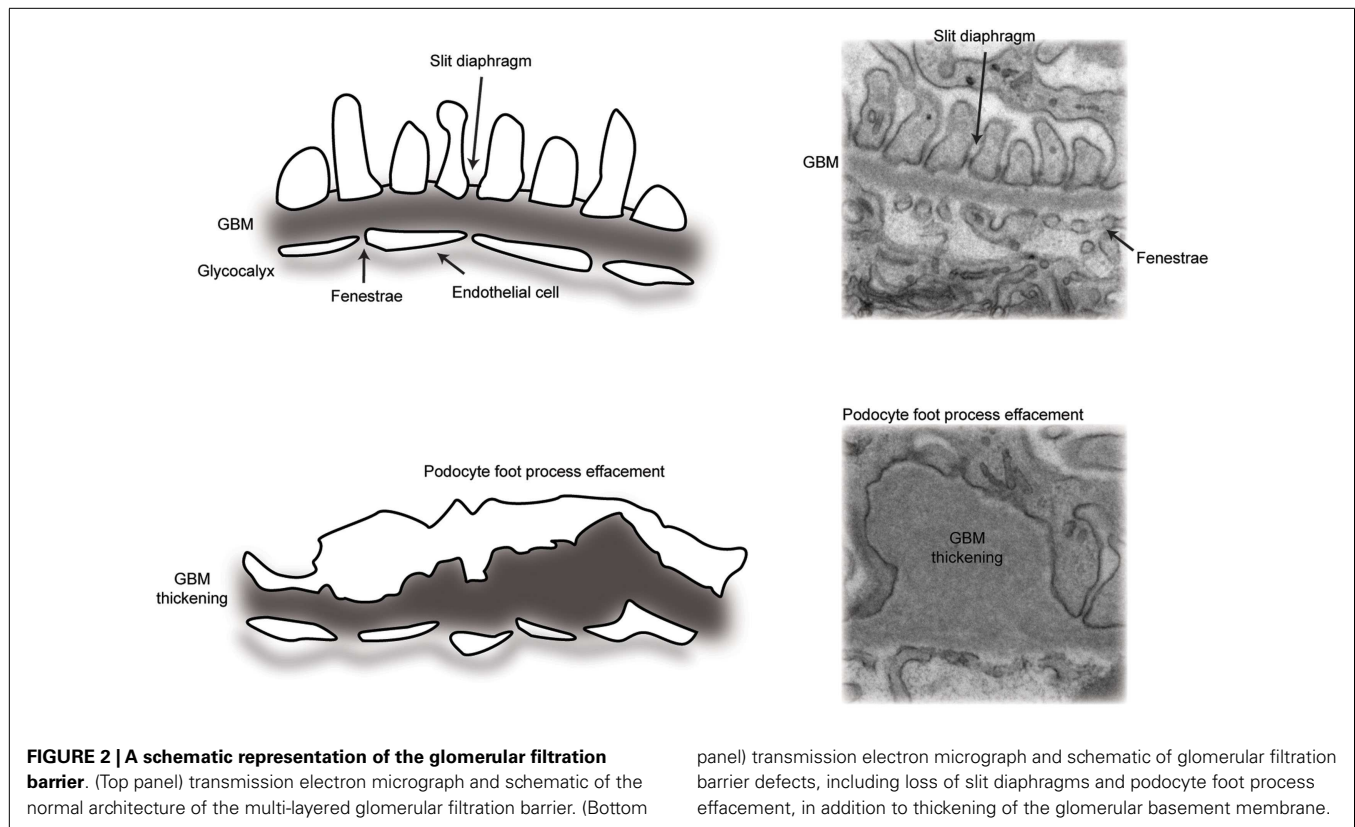 Slit diaphragm
GBM
Glycocalyx
Fenestrae
Endothelial cell
Slit diaphragm
GBM
Fenestrae
Podocyte foot process effacement
GBM
thickening
Podocyte foot process effacement
GBM
thickening
FIGURE 2 | A schematic representation of the glomerular filtration
barrier. (Top panel) transmission electron micrograph and schematic of the
normal architecture of the multi-layered glomerular filtration barrier. (Bottom
panel) transmission electron micrograph and schematic of glomerular filtration
barrier defects, including loss of slit diaphragms and podocyte foot process
effacement, in addition to thickening of the glomerular basement membrane.